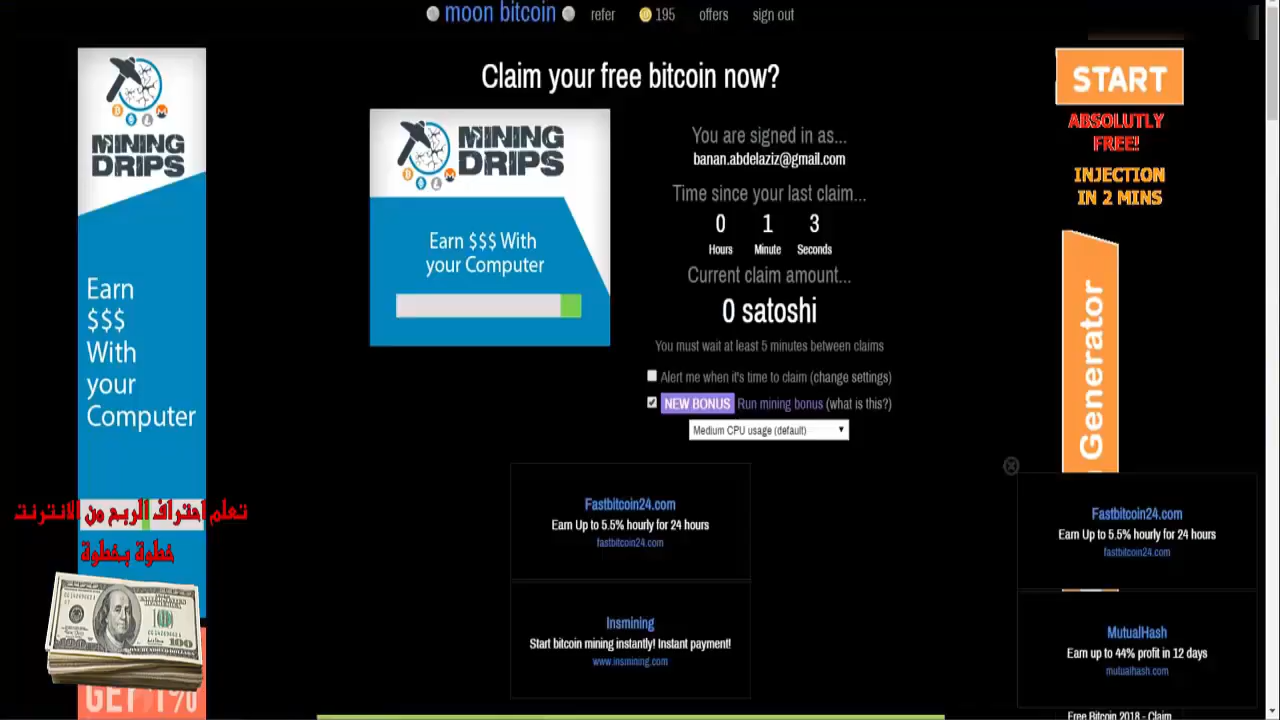 moon bitcoin
refer
195
offers
sign out
MINING
DRIPS
Earn
$$$
With
your
Computer
تعلم احتراف الربح من الانترنت
خطوة بخطوة
100
GET 1%
Claim your free bitcoin now?
MINING
DRIPS
Earn $$$ With
your Computer
You are signed in as...
banan.abdelaziz@gmail.com
Time since your last claim...
0 1 3
Hours Minute Seconds
Current claim amount...
0 satoshi
You must wait at least 5 minutes between claims
Alert me when it's time to claim (change settings)
NEW BONUS Run mining bonus (what is this?)
Medium CPU usage (default)
Fastbitcoin24.com
Earn Up to 5.5% hourly for 24 hours
fastbitcoin24.com
Insmining
Start bitcoin mining instantly! Instant payment!
www.insmining.com
START
ABSOLUTLY
FREE!
INJECTION
IN 2 MINS
Generator
Fastbitcoin24.com
Earn Up to 5.5% hourly for 24 hours
fastbitcoin24.com
MutualHash
Earn up to 44% profit in 12 days
mutualhash.com
Free Bitcoin 2018 - Claim